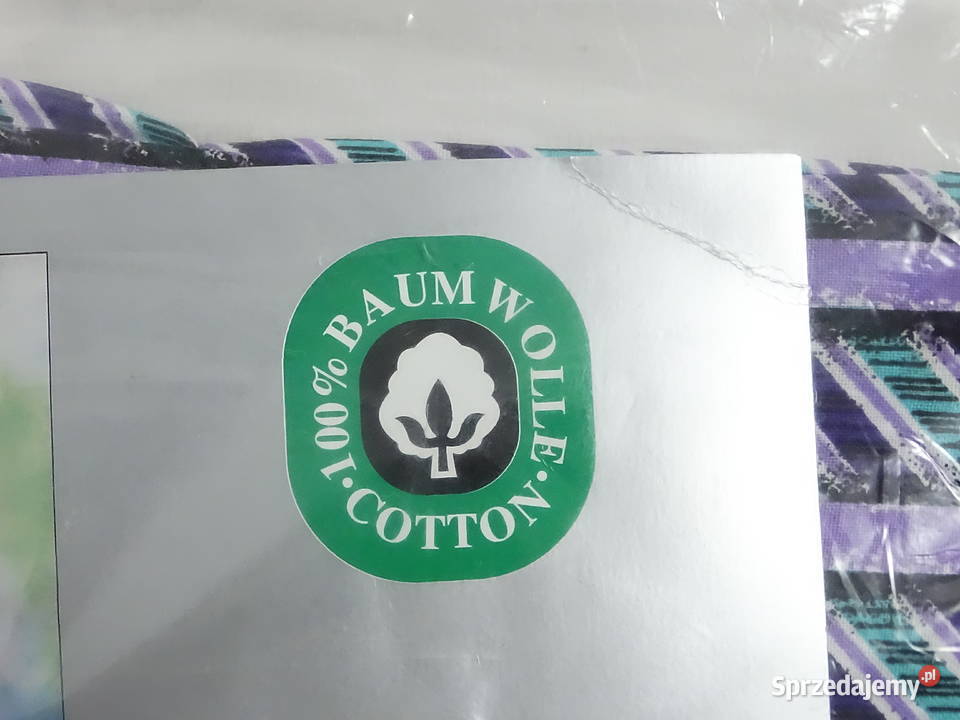 100% BAUMWOLLE
· COTTON ·
Sprzedajemy.pl